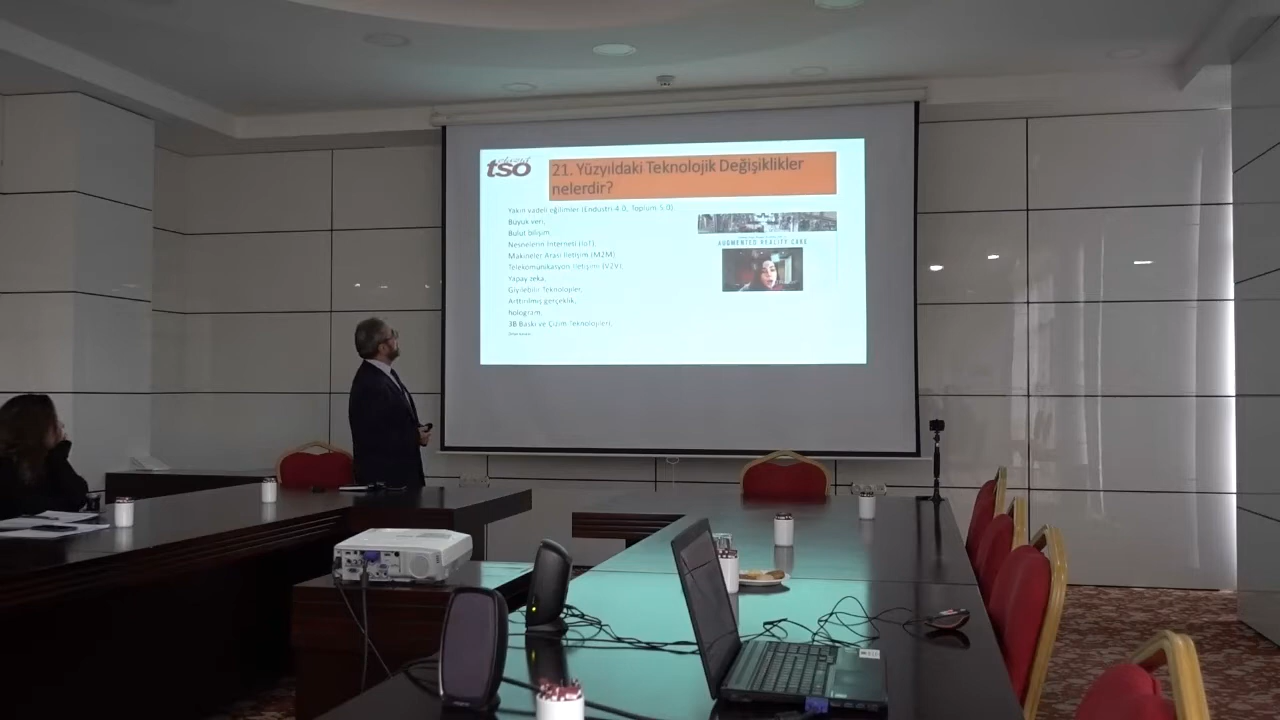 elazığ
tso
21. Yüzyıldaki Teknolojik Değişiklikler
nelerdir?
Yakın vadeli eğilimler (Endüstri 4.0, Toplum 5.0)
Büyük veri,
Bulut bilişim,
Nesnelerin İnterneti (IoT),
Makineler Arası İletişim (M2M)
Telekomünikasyon İletişimi (V2V),
Yapay zeka,
Giyilebilir Teknolojiler,
Arttırılmış gerçeklik,
hologram,
3B Baskı ve Çizim Teknolojileri,
AUGMENTED REALITY CARE